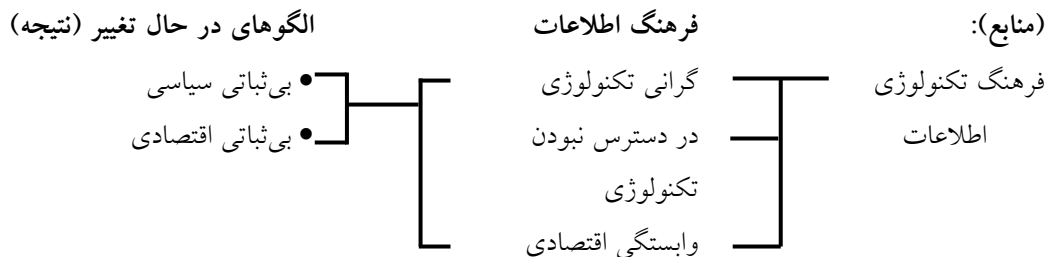 (منابع):
فرهنگ اطلاعات
الگوهای در حال تغییر (نتیجه)
فرهنگ تکنولوژی
اطلاعات
گرانی تکنولوژی
در دسترس نبودن
تکنولوژی
وابستگی اقتصادی
• بی‌ثباتی سیاسی
• بی‌ثباتی اقتصادی